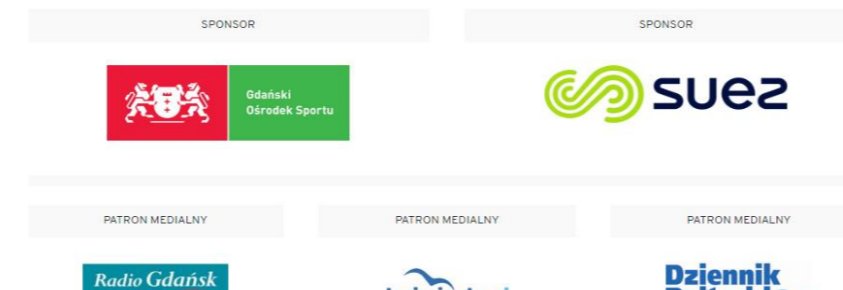 SPONSOR
SPONSOR
Gdański
Ośrodek Sportu
suez
PATRON MEDIALNY
PATRON MEDIALNY
PATRON MEDIALNY
Radio Gdańsk
Dziennik